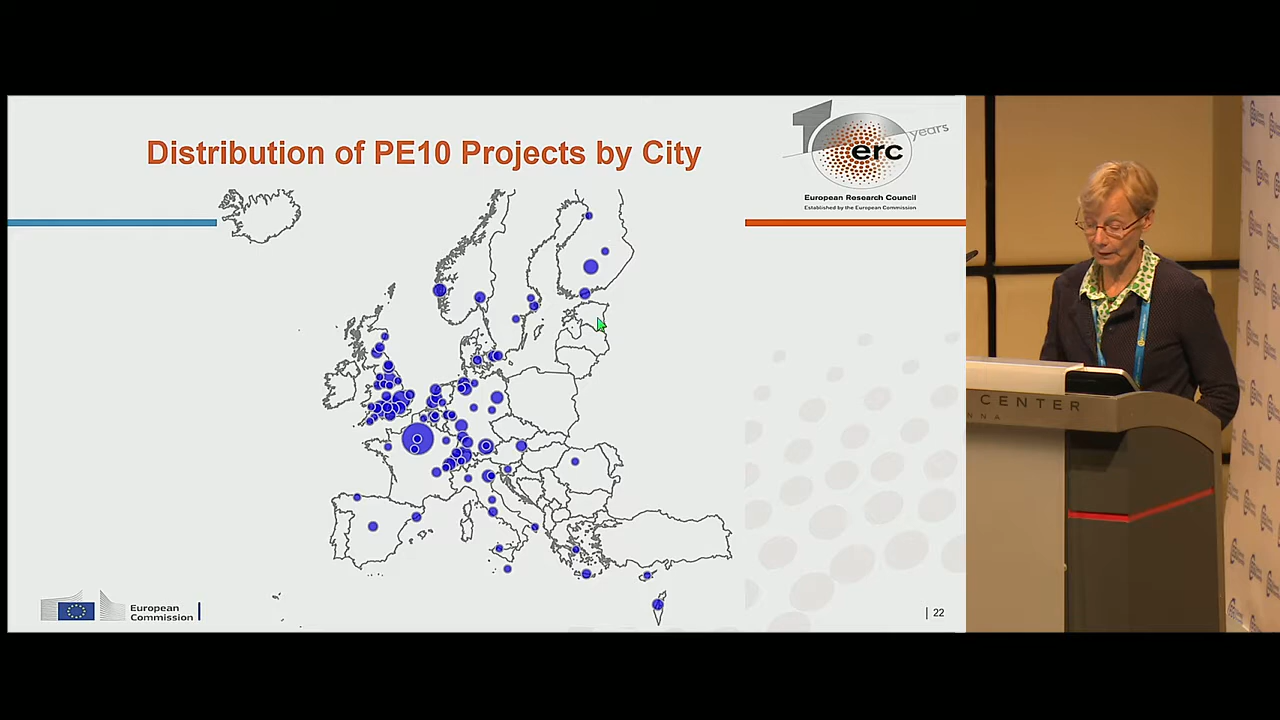 Distribution of PE10 Projects by City
years
erc
European Research Council
Established by the European Commission
European
Commission
| 22
CENTER
NNA